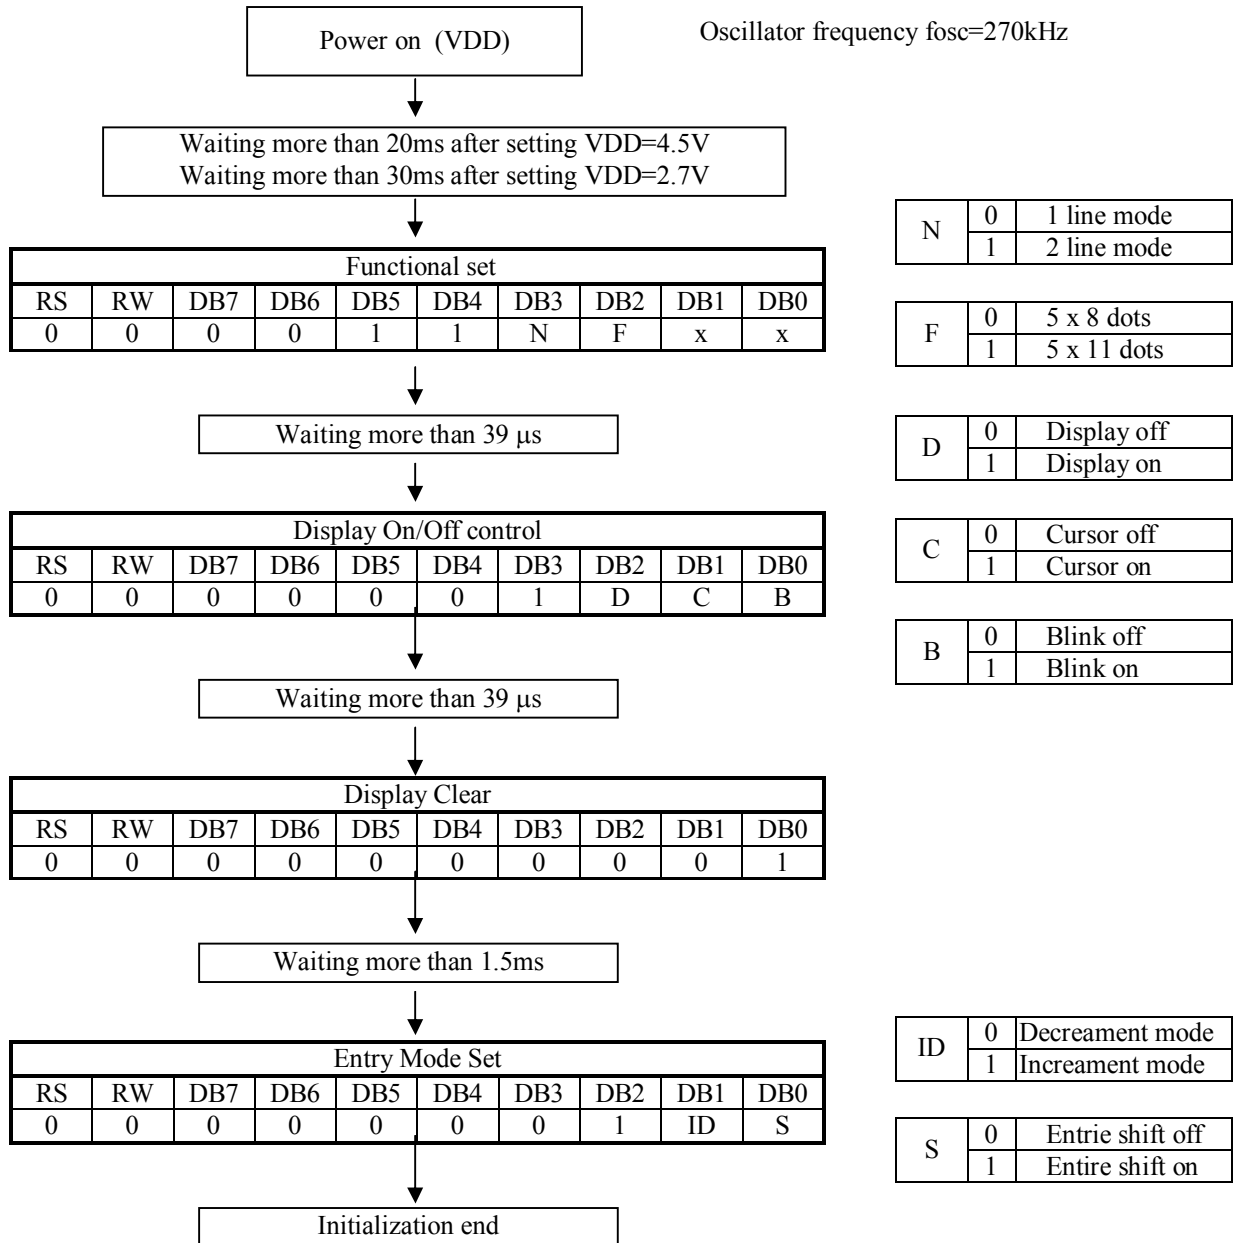 Power on (VDD)
Oscillator frequency fosc=270kHz
Waiting more than 20ms after setting VDD=4.5V
Waiting more than 30ms after setting VDD=2.7V
Functional set
RS RW DB7 DB6 DB5 DB4 DB3 DB2 DB1 DB0
0 0 0 0 1 1 N F x x
N 0 1 line mode
1 2 line mode
F 0 5 x 8 dots
1 5 x 11 dots
Waiting more than 39 μs
D 0 Display off
1 Display on
Display On/Off control
RS RW DB7 DB6 DB5 DB4 DB3 DB2 DB1 DB0
0 0 0 0 0 0 1 D C B
C 0 Cursor off
1 Cursor on
B 0 Blink off
1 Blink on
Waiting more than 39 μs
Display Clear
RS RW DB7 DB6 DB5 DB4 DB3 DB2 DB1 DB0
0 0 0 0 0 0 0 0 0 1
Waiting more than 1.5ms
Entry Mode Set
RS RW DB7 DB6 DB5 DB4 DB3 DB2 DB1 DB0
0 0 0 0 0 0 0 1 ID S
ID 0 Decreament mode
1 Increament mode
S 0 Entrie shift off
1 Entire shift on
Initialization end